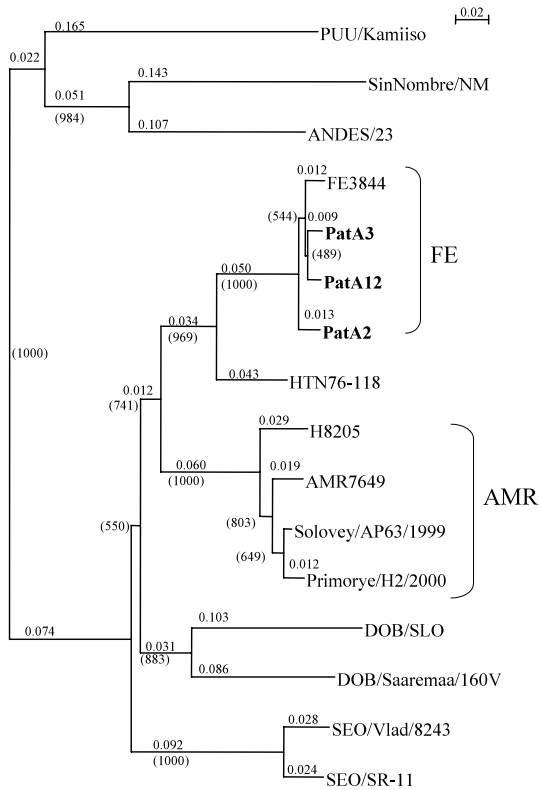 0.02
0.165
PUU/Kamiiso
0.022
0.143
SinNombre/NM
0.051
(984)
0.107
ANDES/23
0.012
FE3844
(544)
0.009
PatA3
(489)
FE
0.050
(1000)
PatA12
0.013
PatA2
0.034
(969)
(1000)
0.043
HTN76-118
0.012
(741)
0.029
H8205
0.060
(1000)
0.019
AMR7649
AMR
(803)
(550)
Solovey/AP63/1999
(649)
0.012
Primorye/H2/2000
0.103
DOB/SLO
0.074
0.031
(883)
0.086
DOB/Saaremaa/160V
0.028
SEO/Vlad/8243
0.092
(1000)
0.024
SEO/SR-11